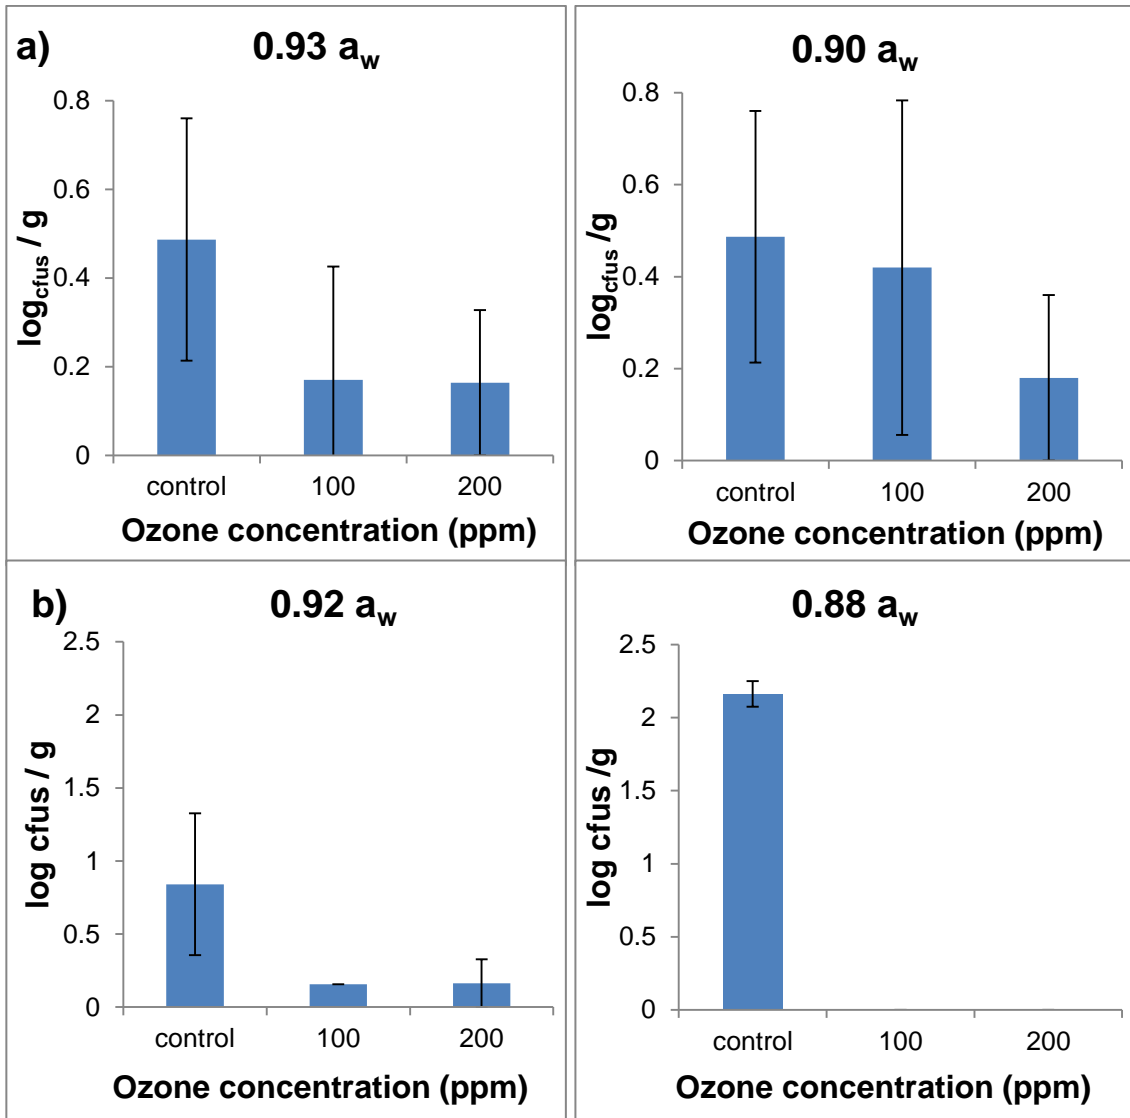 a)
0.93 aw
0.8
0.6
0.4
0.2
0
logcfus / g
control 100 200
Ozone concentration (ppm)
0.90 aw
0.8
0.6
0.4
0.2
0
logcfus /g
control 100 200
Ozone concentration (ppm)
b)
0.92 aw
2.5
2
1.5
1
0.5
0
log cfus / g
control 100 200
Ozone concentration (ppm)
0.88 aw
2.5
2
1.5
1
0.5
0
log cfus /g
control 100 200
Ozone concentration (ppm)